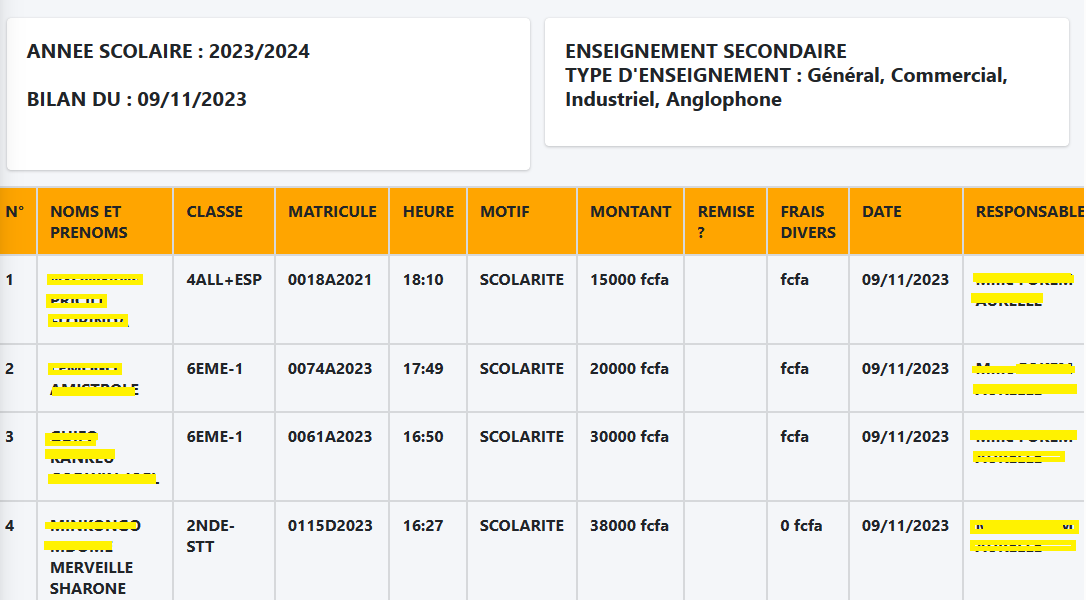 ANNEE SCOLAIRE : 2023/2024
BILAN DU : 09/11/2023
ENSEIGNEMENT SECONDAIRE
TYPE D'ENSEIGNEMENT : Général, Commercial,
Industriel, Anglophone
N° NOMS ET PRENOMS CLASSE MATRICULE HEURE MOTIF MONTANT REMISE ? FRAIS DIVERS DATE RESPONSABLE
1 4ALL+ESP 0018A2021 18:10 SCOLARITE 15000 fcfa fcfa 09/11/2023
2 6EME-1 0074A2023 17:49 SCOLARITE 20000 fcfa fcfa 09/11/2023
3 6EME-1 0061A2023 16:50 SCOLARITE 30000 fcfa fcfa 09/11/2023
4 MERVEILLE SHARONE 2NDE-STT 0115D2023 16:27 SCOLARITE 38000 fcfa 0 fcfa 09/11/2023